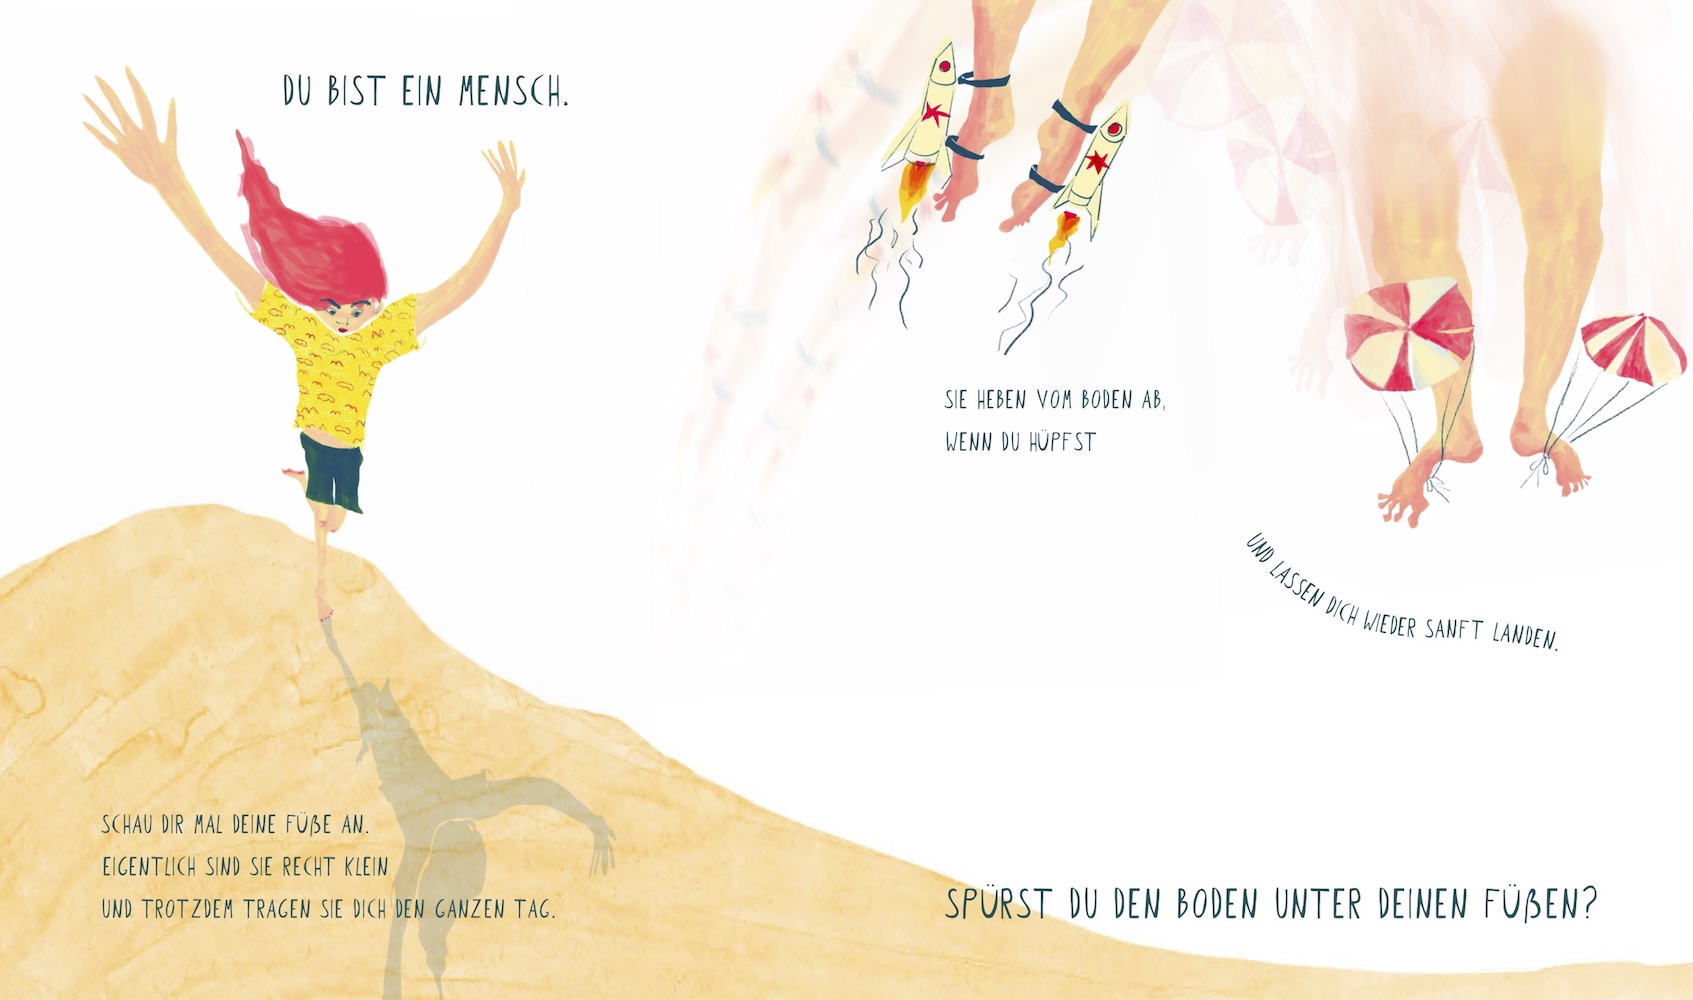 DU BIST EIN MENSCH.
SCHAU DIR MAL DEINE FÜßE AN.
EIGENTLICH SIND SIE RECHT KLEIN
UND TROTZDEM TRAGEN SIE DICH DEN GANZEN TAG.
SIE HEBEN VOM BODEN AB,
WENN DU HÜPFST
UND LASSEN DICH WIEDER SANFT LANDEN.
SPÜRST DU DEN BODEN UNTER DEINEN FÜßEN?